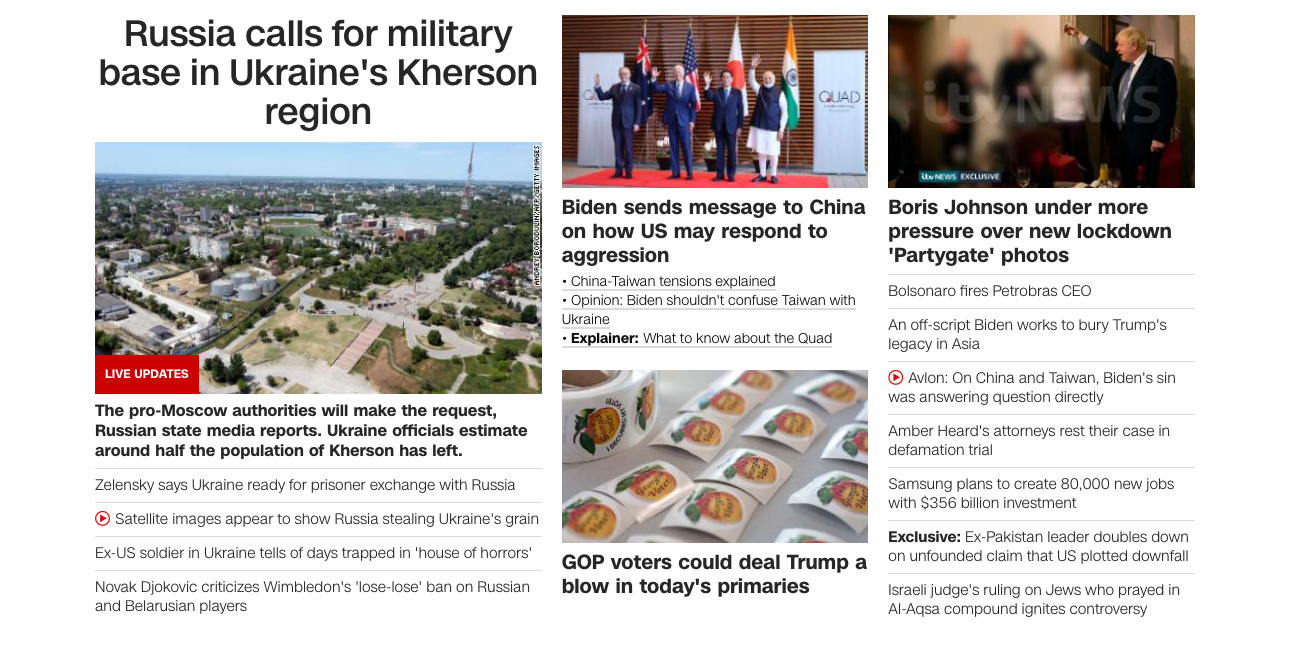 Russia calls for military
base in Ukraine's Kherson
region
ANDREY BORODULIN/AFP/GETTY IMAGES
LIVE UPDATES
The pro-Moscow authorities will make the request,
Russian state media reports. Ukraine officials estimate
around half the population of Kherson has left.
Zelensky says Ukraine ready for prisoner exchange with Russia
Satellite images appear to show Russia stealing Ukraine's grain
Ex-US soldier in Ukraine tells of days trapped in 'house of horrors'
Novak Djokovic criticizes Wimbledon's 'lose-lose' ban on Russian
and Belarusian players
QUAD
Biden sends message to China
on how US may respond to
aggression
• China-Taiwan tensions explained
• Opinion: Biden shouldn't confuse Taiwan with
Ukraine
• Explainer: What to know about the Quad
Georgia Voter
GOP voters could deal Trump a
blow in today's primaries
itv NEWS
itv NEWS EXCLUSIVE
Boris Johnson under more
pressure over new lockdown
'Partygate' photos
Bolsonaro fires Petrobras CEO
An off-script Biden works to bury Trump's
legacy in Asia
Avlon: On China and Taiwan, Biden's sin
was answering question directly
Amber Heard's attorneys rest their case in
defamation trial
Samsung plans to create 80,000 new jobs
with $356 billion investment
Exclusive: Ex-Pakistan leader doubles down
on unfounded claim that US plotted downfall
Israeli judge's ruling on Jews who prayed in
Al-Aqsa compound ignites controversy